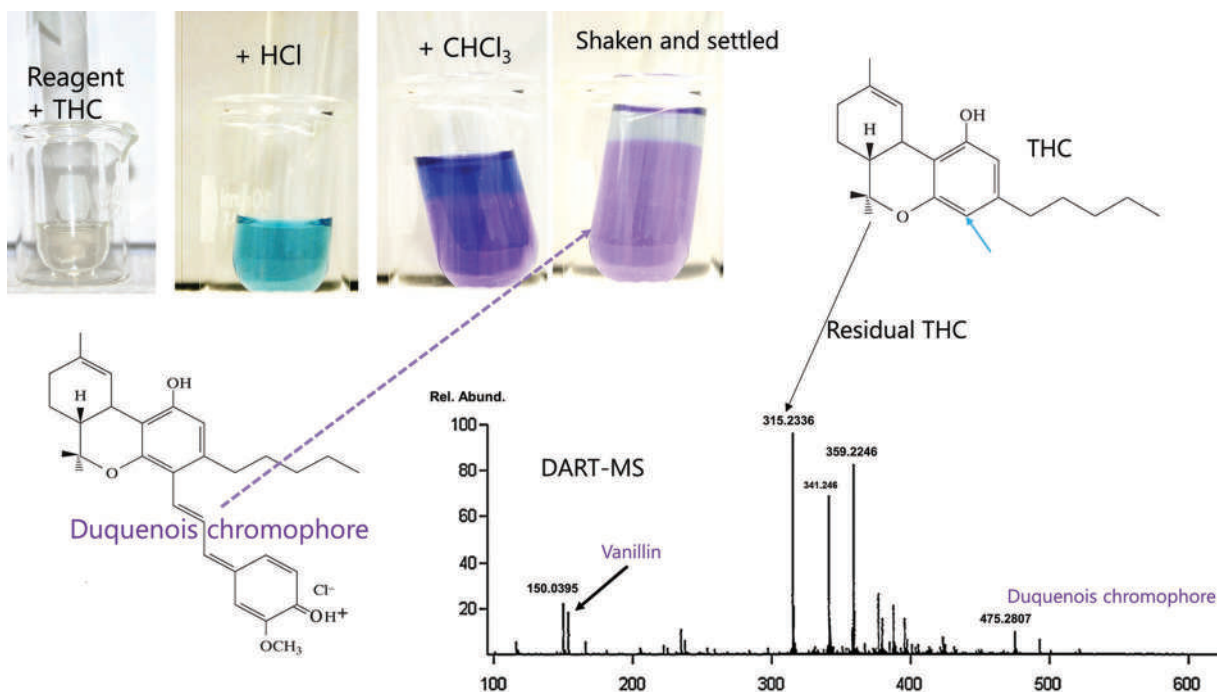 Reagent
+ THC
+ HCl
+ CHCl₃
Shaken and settled
H
OH
O
THC
Residual THC
H
OH
O
Duquenois chromophore
Cl⁻
OH⁺
OCH₃
Rel. Abund.
DART-MS
100
80
60
40
20
150.0395
Vanillin
315.2336
341.246
359.2246
Duquenois chromophore
475.2807
100
200
300
400
500
600